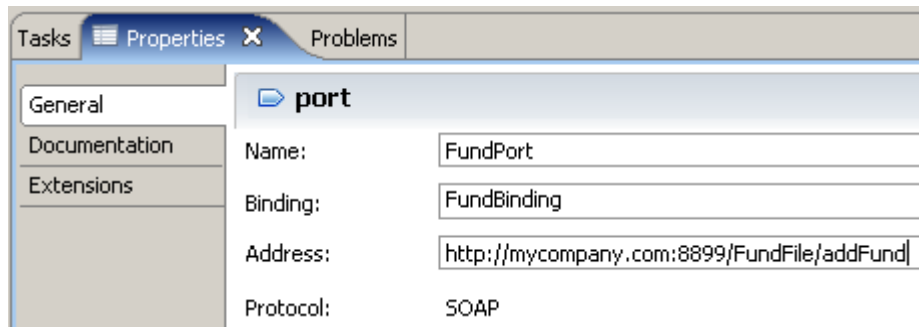 Tasks Properties Problems
General
port
Documentation
Name: FundPort
Extensions
Binding: FundBinding
Address: http://mycompany.com:8899/FundFile/addFund
Protocol: SOAP